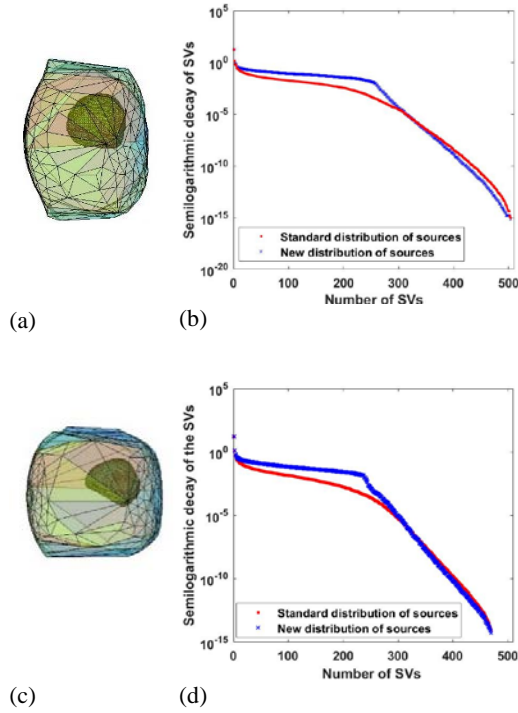 Semilogarithmic decay of SVs
10^5
10^0
10^-5
10^-10
10^-15
10^-20
Standard distribution of sources
New distribution of sources
0 100 200 300 400 500
Number of SVs
(a)
(b)
Semilogarithmic decay of the SVs
10^5
10^0
10^-5
10^-10
10^-15
Standard distribution of sources
New distribution of sources
0 100 200 300 400 500
Number of SVs
(c)
(d)